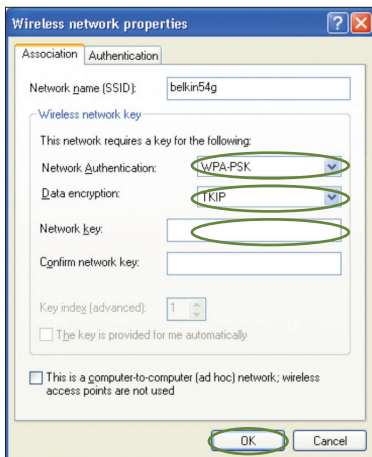 Wireless network properties
Association Authentication
Network name (SSID): belkin54g
Wireless network key
This network requires a key for the following:
Network Authentication: WPA-PSK
Data encryption: TKIP
Network key:
Confirm network key:
Key index (advanced): 1
The key is provided for me automatically
This is a computer-to-computer (ad hoc) network; wireless
access points are not used
OK Cancel